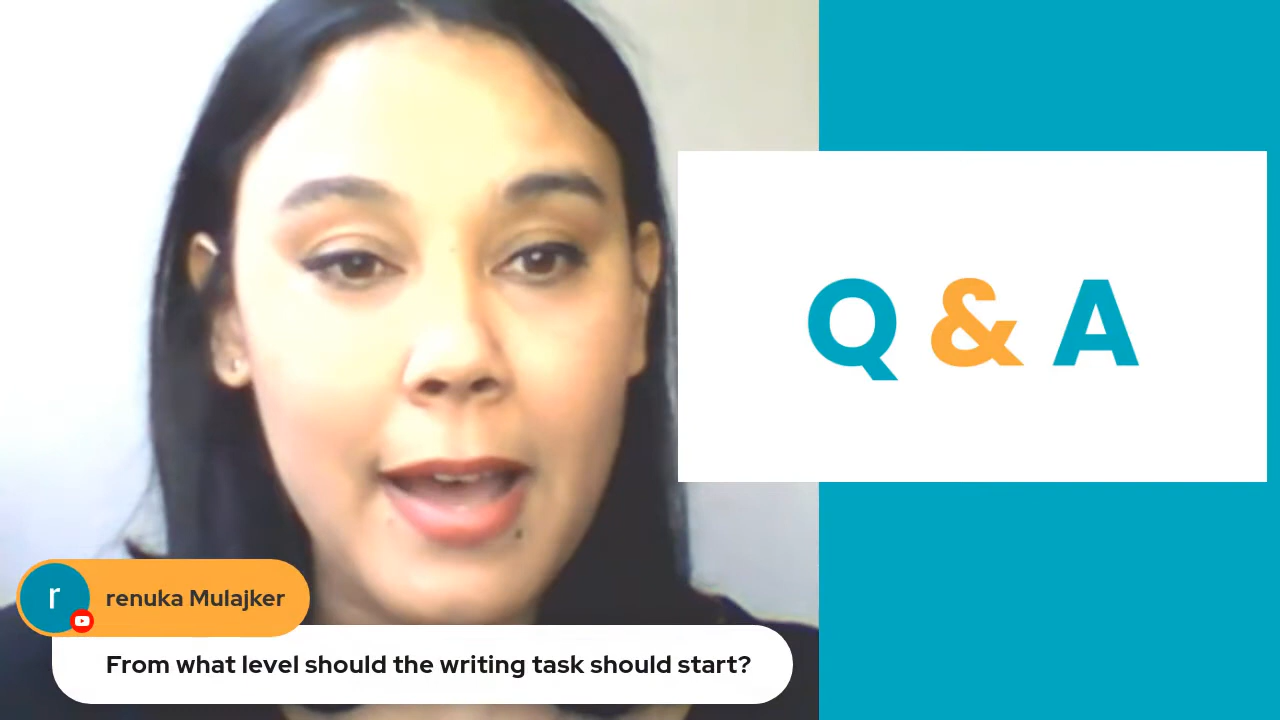 Q & A
r
renuka Mulajker
From what level should the writing task should start?